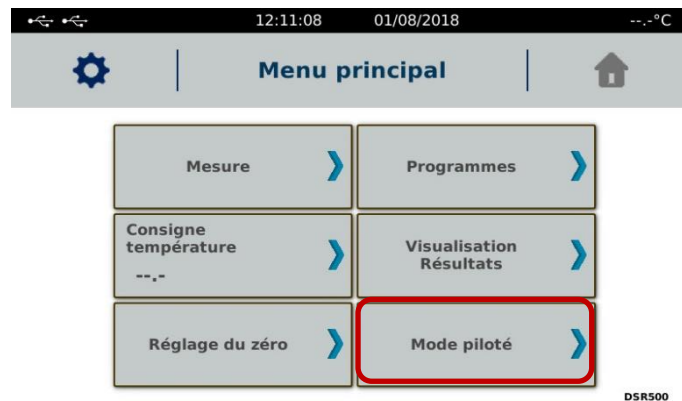 12:11:08 01/08/2018 --,-°C
Menu principal
Mesure
Programmes
Consigne
température
--.-
Visualisation
Résultats
Réglage du zéro
Mode piloté
DSR500